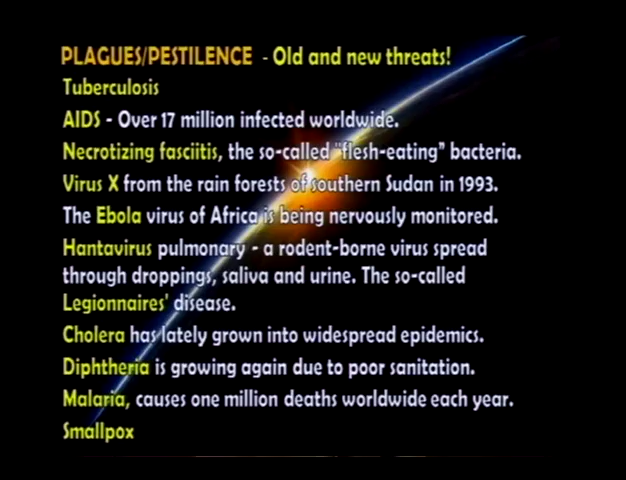 PLAGUES/PESTILENCE - Old and new threats!
Tuberculosis
AIDS - Over 17 million infected worldwide.
Necrotizing fasciitis, the so-called "flesh-eating" bacteria.
Virus X from the rain forests of southern Sudan in 1993.
The Ebola virus of Africa is being nervously monitored.
Hantavirus pulmonary - a rodent-borne virus spread
through droppings, saliva and urine. The so-called
Legionnaires' disease.
Cholera has lately grown into widespread epidemics.
Diphtheria is growing again due to poor sanitation.
Malaria, causes one million deaths worldwide each year.
Smallpox